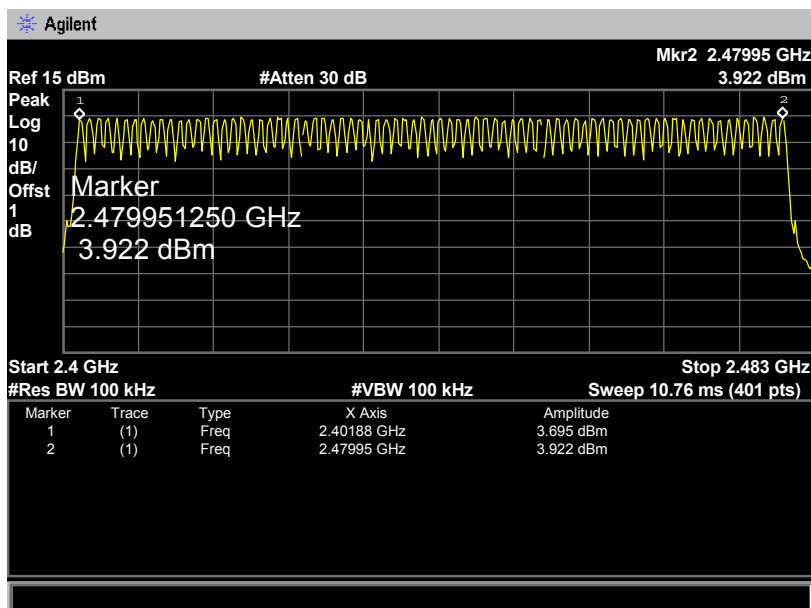 Agilent
Mkr2 2.47995 GHz
Ref 15 dBm #Atten 30 dB 3.922 dBm
Peak
Log
10
dB/
Offst
1
dB
1
2
Marker
2.479951250 GHz
3.922 dBm
Start 2.4 GHz Stop 2.483 GHz
#Res BW 100 kHz #VBW 100 kHz Sweep 10.76 ms (401 pts)
Marker Trace Type X Axis Amplitude
1 (1) Freq 2.40188 GHz 3.695 dBm
2 (1) Freq 2.47995 GHz 3.922 dBm